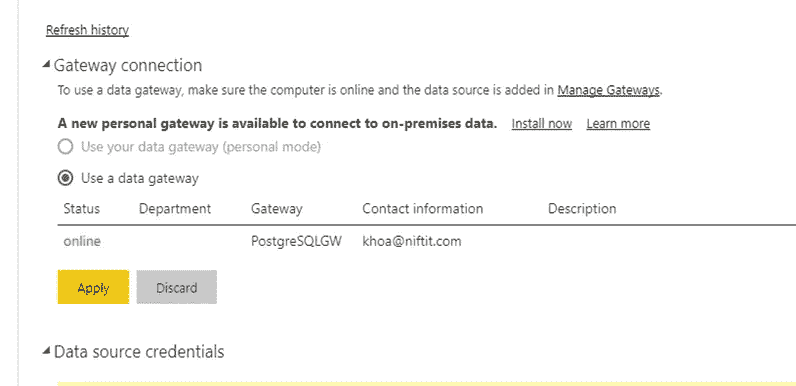 Refresh history
Gateway connection
To use a data gateway, make sure the computer is online and the data source is added in Manage Gateways.
A new personal gateway is available to connect to on-premises data. Install now Learn more
Use your data gateway (personal mode)
Use a data gateway
Status Department Gateway Contact information Description
online PostgreSQLGW khoa@niftit.com
Apply Discard
Data source credentials